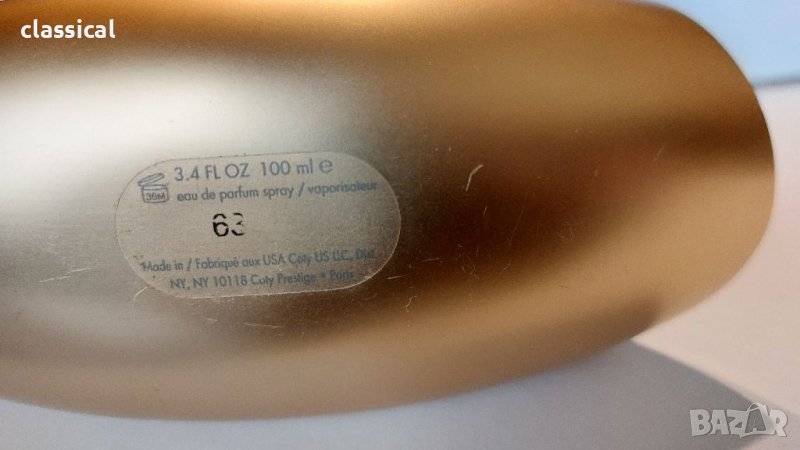 classical
3.4 FL OZ 100 ml ℮
36M
eau de parfum spray / vaporisateur
63
Made in / Fabriqué aux USA Coty US LLC, Dist.
NY, NY 10118 Coty Prestige • Paris
BAZAR